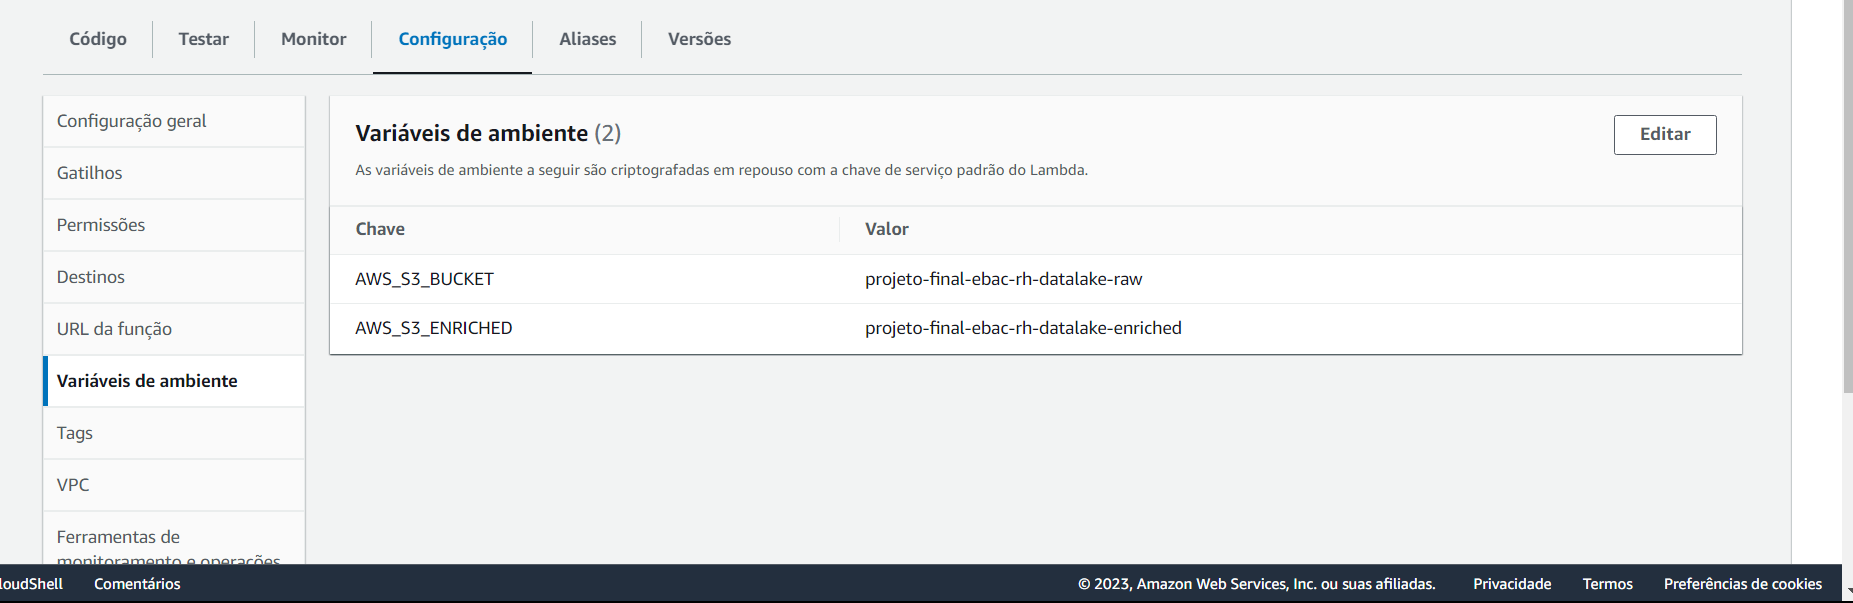 Código Testar Monitor Configuração Aliases Versões
Configuração geral
Gatilhos
Permissões
Destinos
URL da função
Variáveis de ambiente
Tags
VPC
Ferramentas de
monitoramento e operações
Variáveis de ambiente (2)
Editar
As variáveis de ambiente a seguir são criptografadas em repouso com a chave de serviço padrão do Lambda.
Chave Valor
AWS_S3_BUCKET projeto-final-ebac-rh-datalake-raw
AWS_S3_ENRICHED projeto-final-ebac-rh-datalake-enriched
loudShell Comentários © 2023, Amazon Web Services, Inc. ou suas afiliadas. Privacidade Termos Preferências de cookies